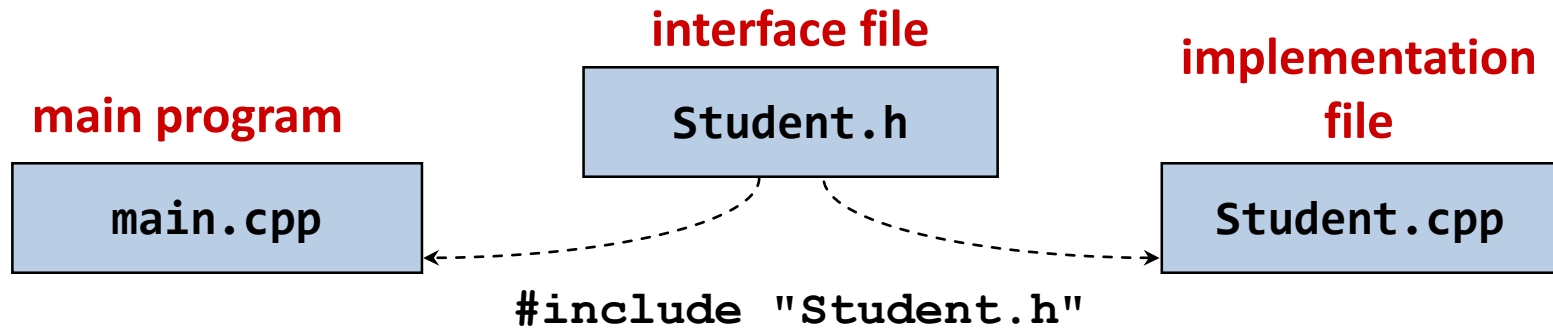 interface file
Student.h
main program
main.cpp
implementation
file
Student.cpp
#include "Student.h"